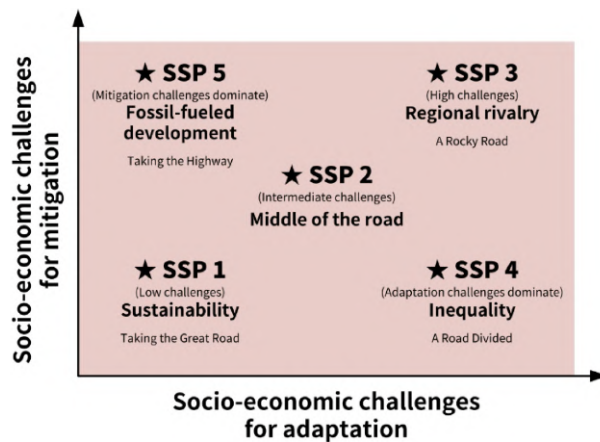 Socio-economic challenges
for mitigation
★ SSP 5
(Mitigation challenges dominate)
Fossil-fueled
development
Taking the Highway
★ SSP 3
(High challenges)
Regional rivalry
A Rocky Road
★ SSP 2
(Intermediate challenges)
Middle of the road
★ SSP 1
(Low challenges)
Sustainability
Taking the Great Road
★ SSP 4
(Adaptation challenges dominate)
Inequality
A Road Divided
Socio-economic challenges
for adaptation